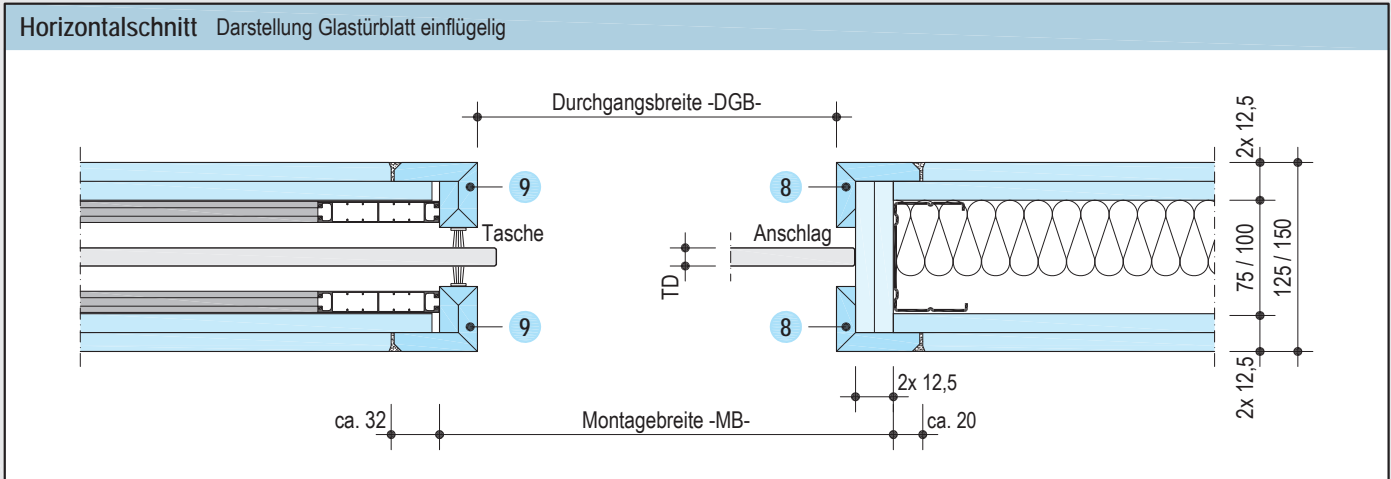 Horizontalschnitt Darstellung Glastürblatt einflügelig
Durchgangsbreite -DGB-
2x 12,5
9
8
Tasche
Anschlag
TD
75 / 100
125 / 150
9
8
2x 12,5
2x 12,5
ca. 32
Montagebreite -MB-
ca. 20